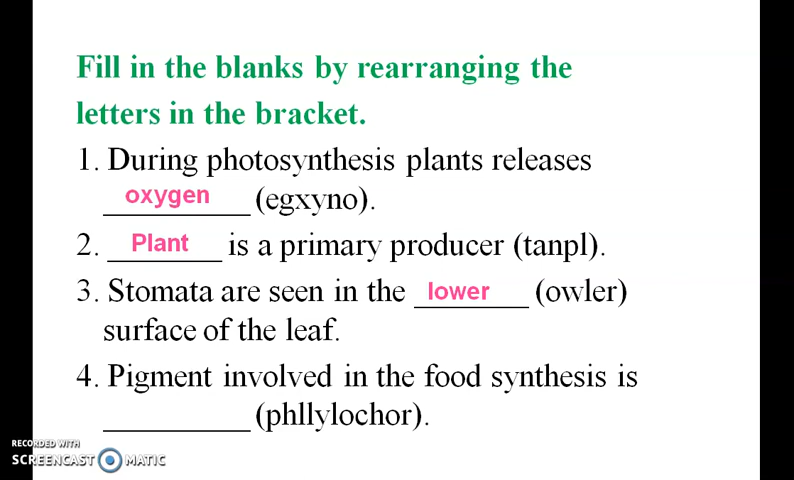 Fill in the blanks by rearranging the
letters in the bracket.
1. During photosynthesis plants releases
oxygen (egxyno).
2. Plant is a primary producer (tanpl).
3. Stomata are seen in the lower (owler)
surface of the leaf.
4. Pigment involved in the food synthesis is
__________ (phllylochor).
RECORDED WITH
SCREENCAST MATIC